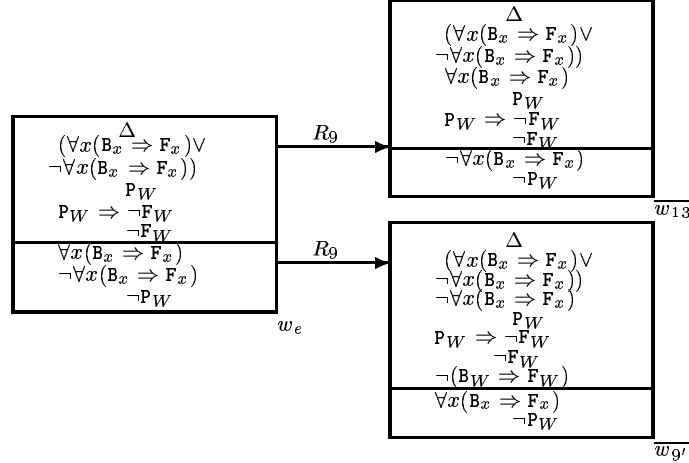 Δ
(∀x(B_x ⇒ F_x)∨
¬∀x(B_x ⇒ F_x))
P_W
P_W ⇒ ¬F_W
¬F_W
∀x(B_x ⇒ F_x)
¬∀x(B_x ⇒ F_x)
¬P_W
w_e
R_9
R_9
Δ
(∀x(B_x ⇒ F_x)∨
¬∀x(B_x ⇒ F_x))
∀x(B_x ⇒ F_x)
P_W
P_W ⇒ ¬F_W
¬F_W
¬∀x(B_x ⇒ F_x)
¬P_W
w_13
Δ
(∀x(B_x ⇒ F_x)∨
¬∀x(B_x ⇒ F_x))
¬∀x(B_x ⇒ F_x)
P_W
P_W ⇒ ¬F_W
¬F_W
¬(B_W ⇒ F_W)
∀x(B_x ⇒ F_x)
¬P_W
w_9′